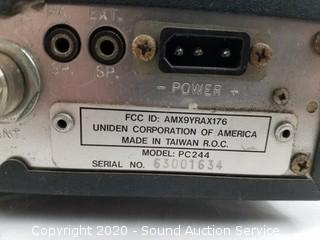 P.A. EXT.
SP. SP.
- POWER +
ANT.
FCC ID: AMX9YRAX176
UNIDEN CORPORATION OF AMERICA
MADE IN TAIWAN R.O.C.
MODEL: PC244
SERIAL NO. 63001634
Copyright 2020 - Sound Auction Service